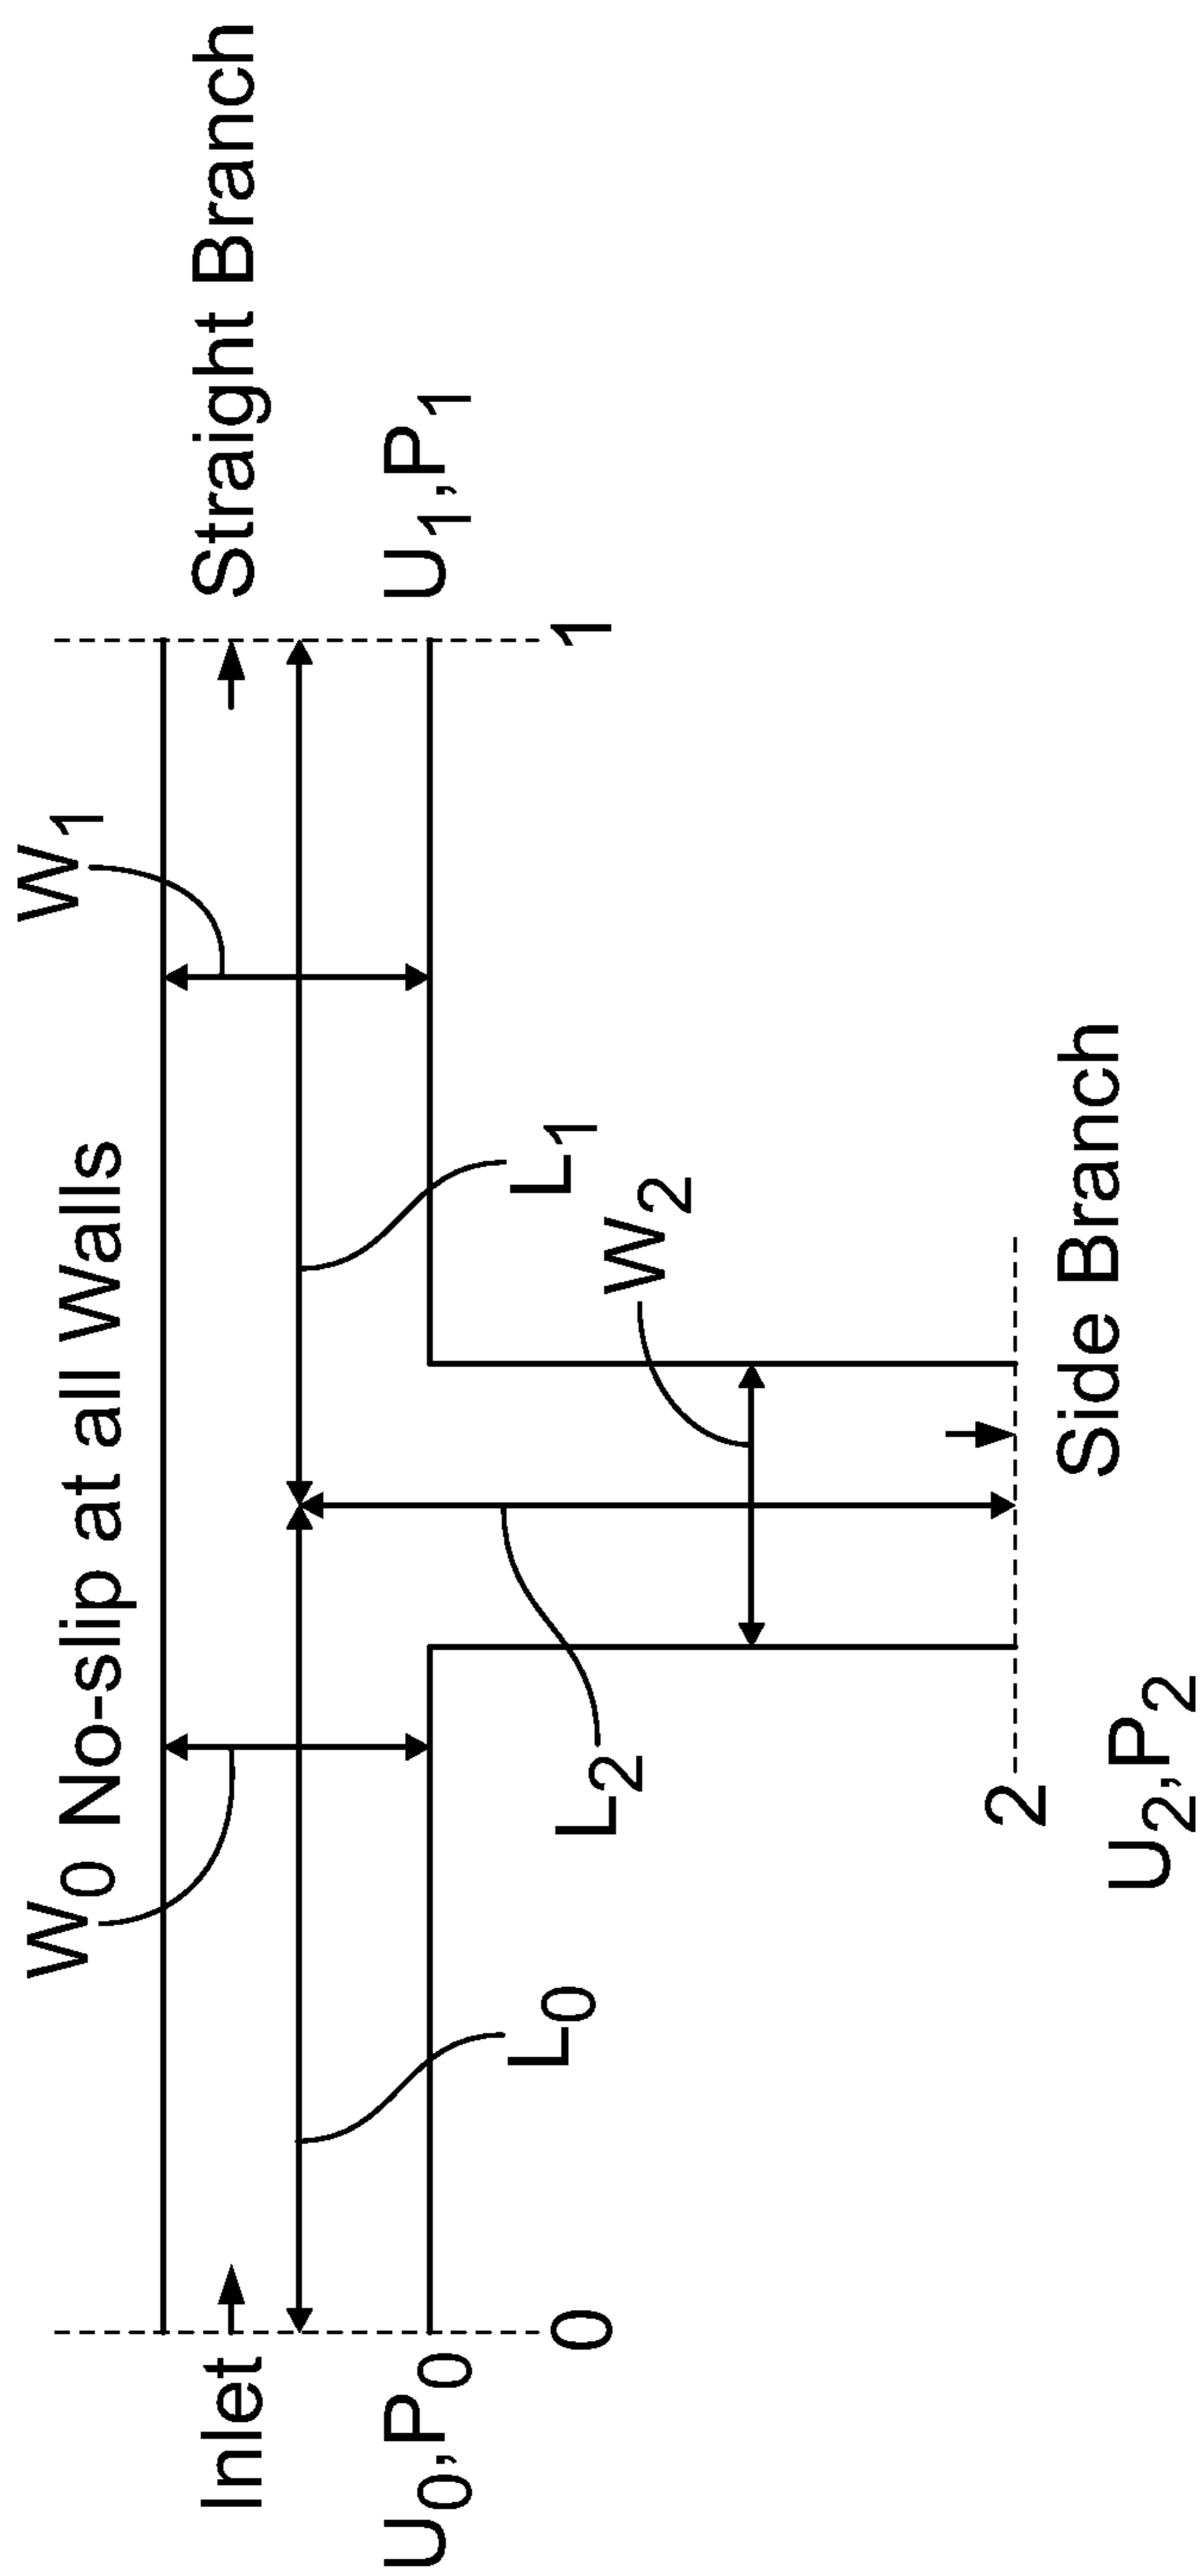 W0 No-slip at all Walls
W1
Inlet
Straight Branch
U0,P0
U1,P1
L0
L1
0
1
L2
W2
2
Side Branch
U2,P2